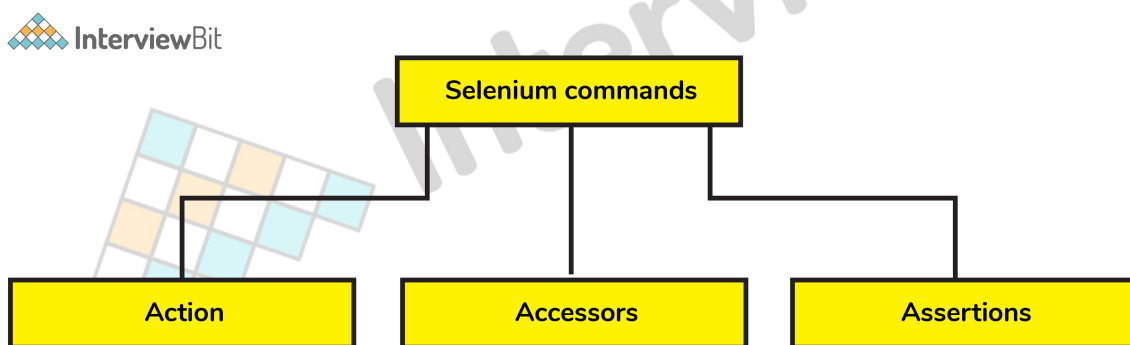 InterviewBit
Selenium commands
Action
Accessors
Assertions